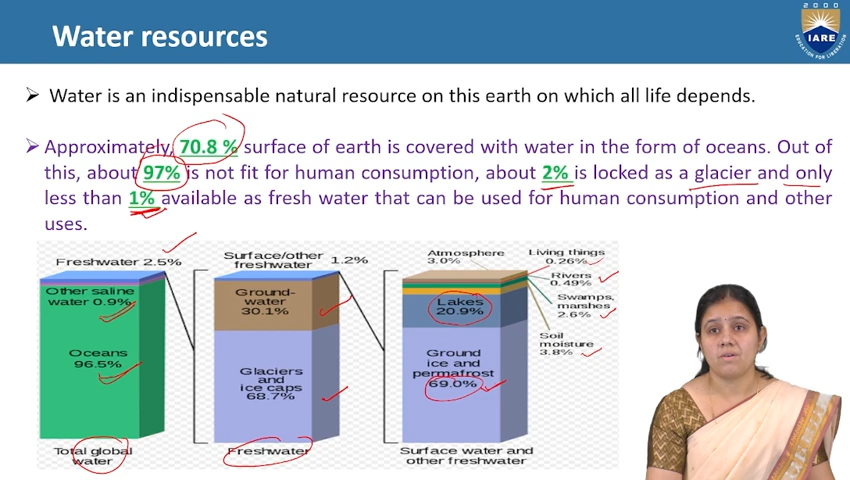 Water resources
2000
IARE
EDUCATION FOR LIBERATION
Water is an indispensable natural resource on this earth on which all life depends.
Approximately, 70.8 % surface of earth is covered with water in the form of oceans. Out of
this, about 97% is not fit for human consumption, about 2% is locked as a glacier and only
less than 1% available as fresh water that can be used for human consumption and other
uses.
Freshwater 2.5%
Other saline
water 0.9%
Oceans
96.5%
Total global
water
Surface/other
freshwater 1.2%
Ground-
water
30.1%
Glaciers
and
ice caps
68.7%
Freshwater
Atmosphere
3.0%
Living things
0.26%
Rivers
0.49%
Swamps,
marshes
2.6%
Soil
moisture
3.8%
Lakes
20.9%
Ground
ice and
permafrost
69.0%
Surface water and
other freshwater